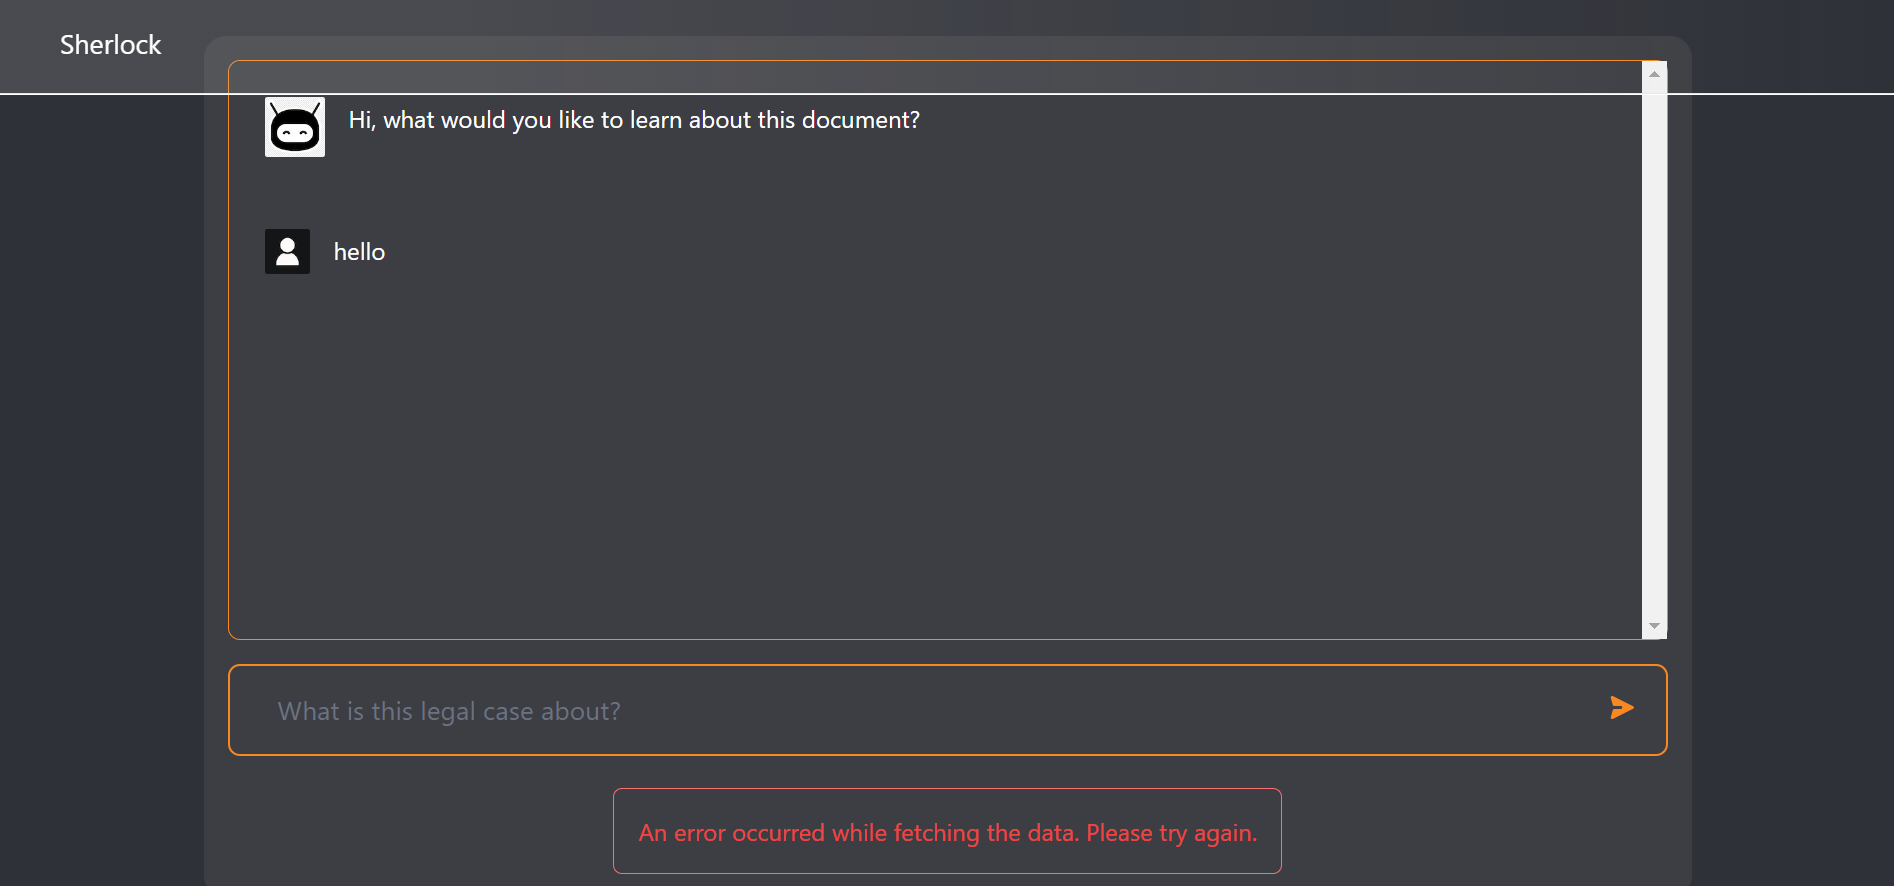 Sherlock
Hi, what would you like to learn about this document?
hello
What is this legal case about?
An error occurred while fetching the data. Please try again.